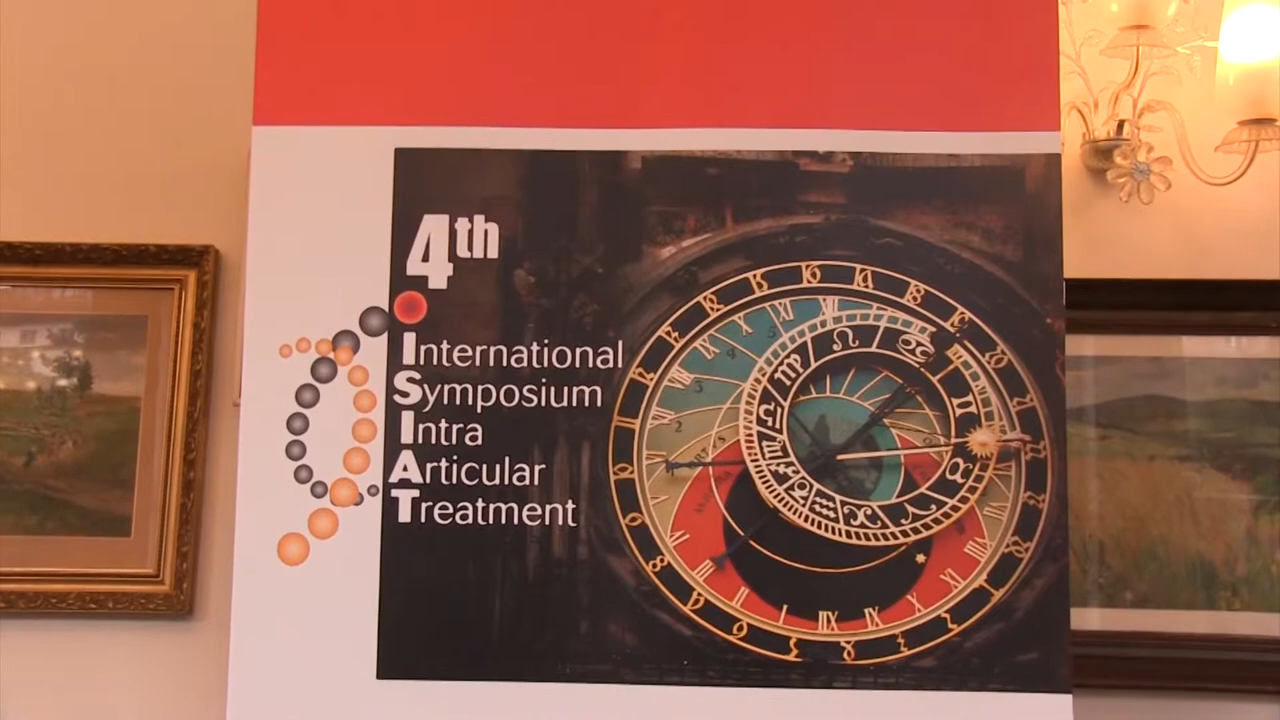 4th
International
Symposium
Intra
Articular
Treatment